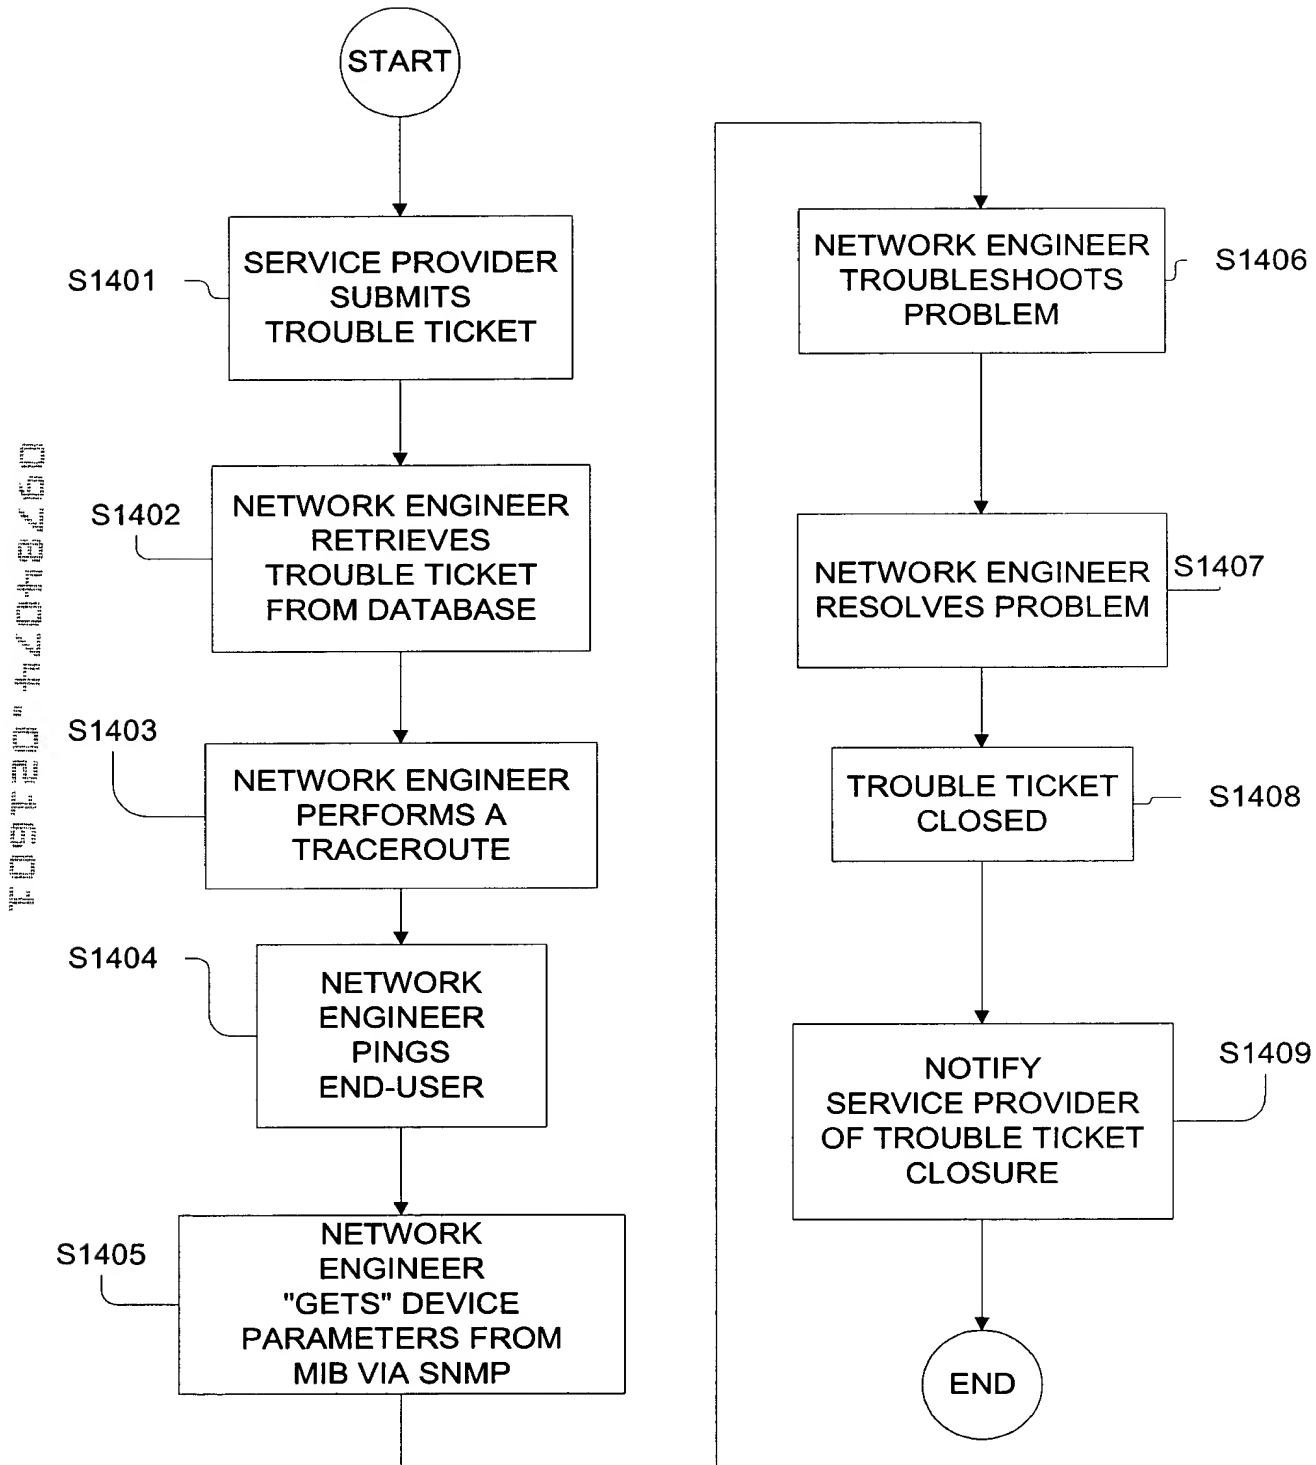 START
S1401
SERVICE PROVIDER
SUBMITS
TROUBLE TICKET
S1402
NETWORK ENGINEER
RETRIEVES
TROUBLE TICKET
FROM DATABASE
S1403
NETWORK ENGINEER
PERFORMS A
TRACEROUTE
S1404
NETWORK
ENGINEER
PINGS
END-USER
S1405
NETWORK
ENGINEER
"GETS" DEVICE
PARAMETERS FROM
MIB VIA SNMP
NETWORK ENGINEER
TROUBLESHOOTS
PROBLEM
S1406
NETWORK ENGINEER
RESOLVES PROBLEM
S1407
TROUBLE TICKET
CLOSED
S1408
NOTIFY
SERVICE PROVIDER
OF TROUBLE TICKET
CLOSURE
S1409
END
09784074.021601